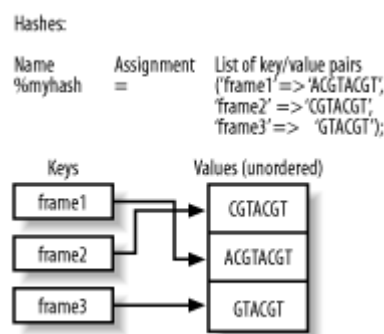 Hashes:
Name Assignment List of key/value pairs
%myhash = ('frame1' => 'ACGTACGT',
'frame2' => 'CGTACGT',
'frame3' => 'GTACGT');
Keys Values (unordered)
frame1 CGTACGT
frame2 ACGTACGT
frame3 GTACGT